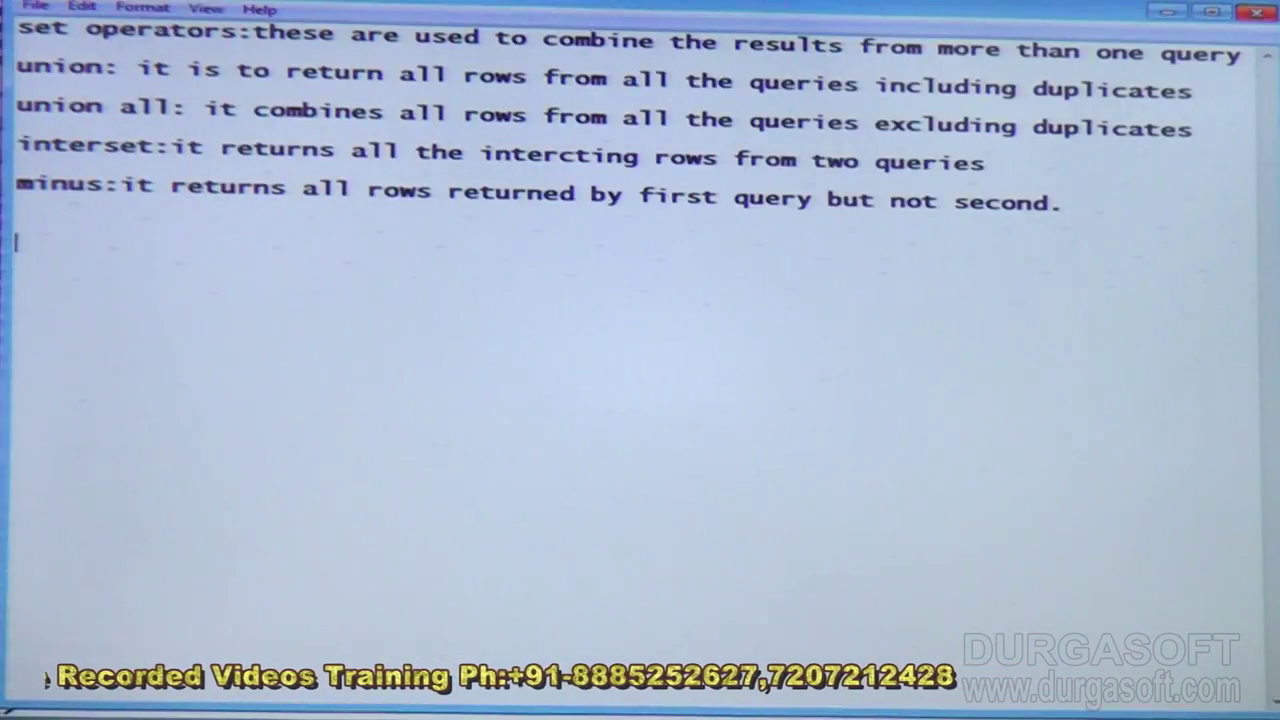 File Edit Format View Help
set operators:these are used to combine the results from more than one query
union: it is to return all rows from all the queries including duplicates
union all: it combines all rows from all the queries excluding duplicates
interset:it returns all the intercting rows from two queries
minus:it returns all rows returned by first query but not second.
DURGASOFT
www.durgasoft.com
Recorded Videos Training Ph:+91-8885252627,7207212428